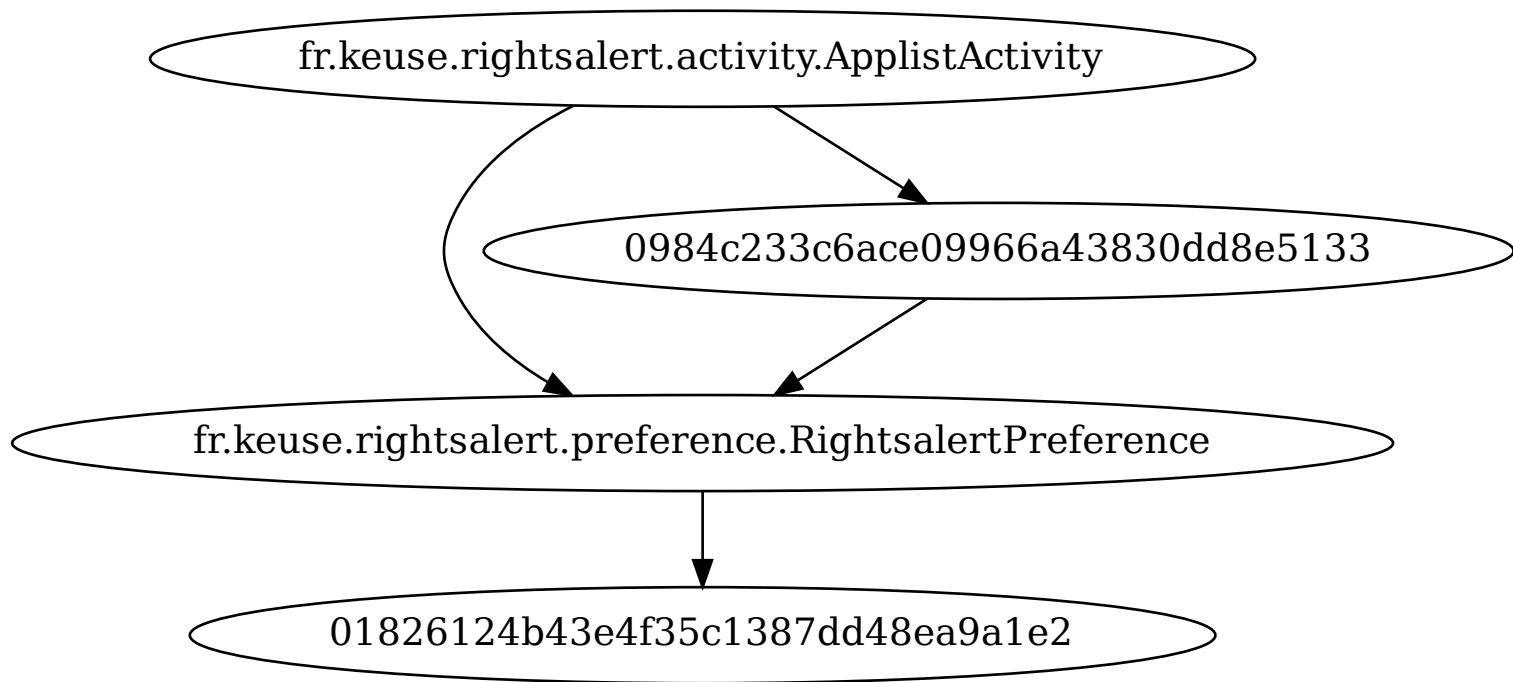 fr.keuse.rightsalert.activity.ApplistActivity
0984c233c6ace09966a43830dd8e5133
fr.keuse.rightsalert.preference.RightsalertPreference
01826124b43e4f35c1387dd48ea9a1e2